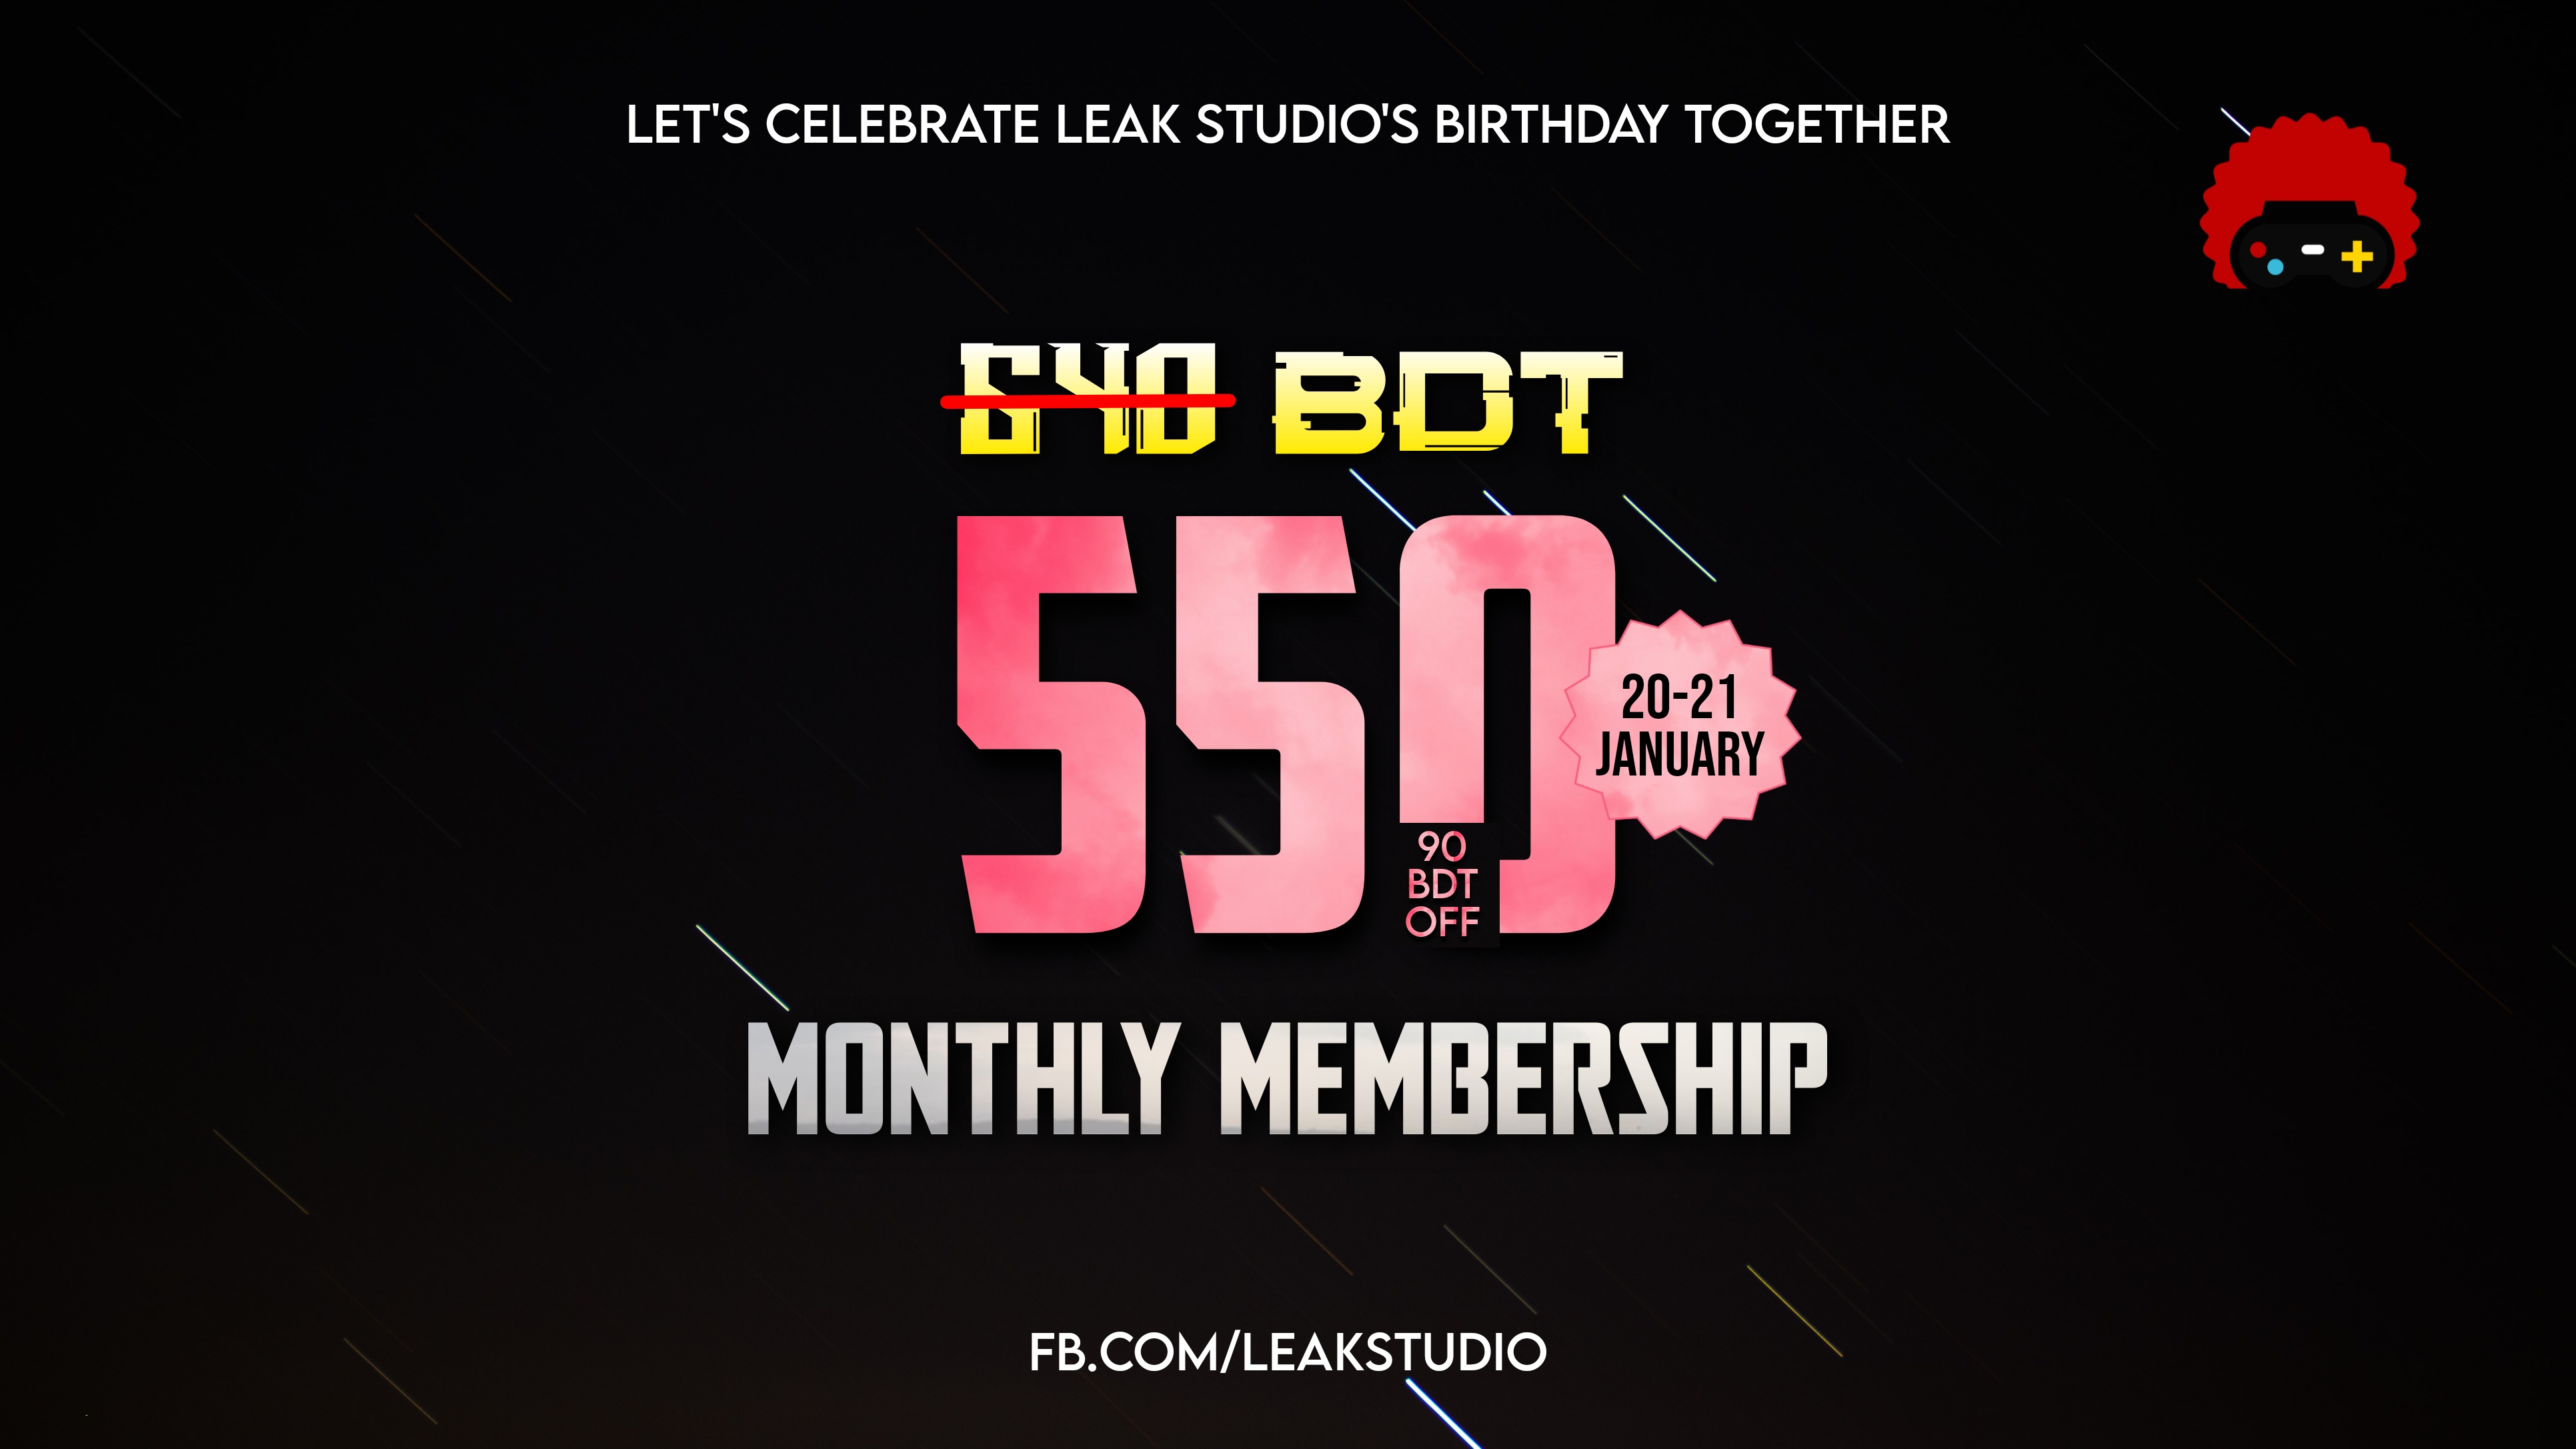 LET'S CELEBRATE LEAK STUDIO'S BIRTHDAY TOGETHER
640 BDT
550
20-21
JANUARY
90
BDT
OFF
MONTHLY MEMBERSHIP
FB.COM/LEAKSTUDIO